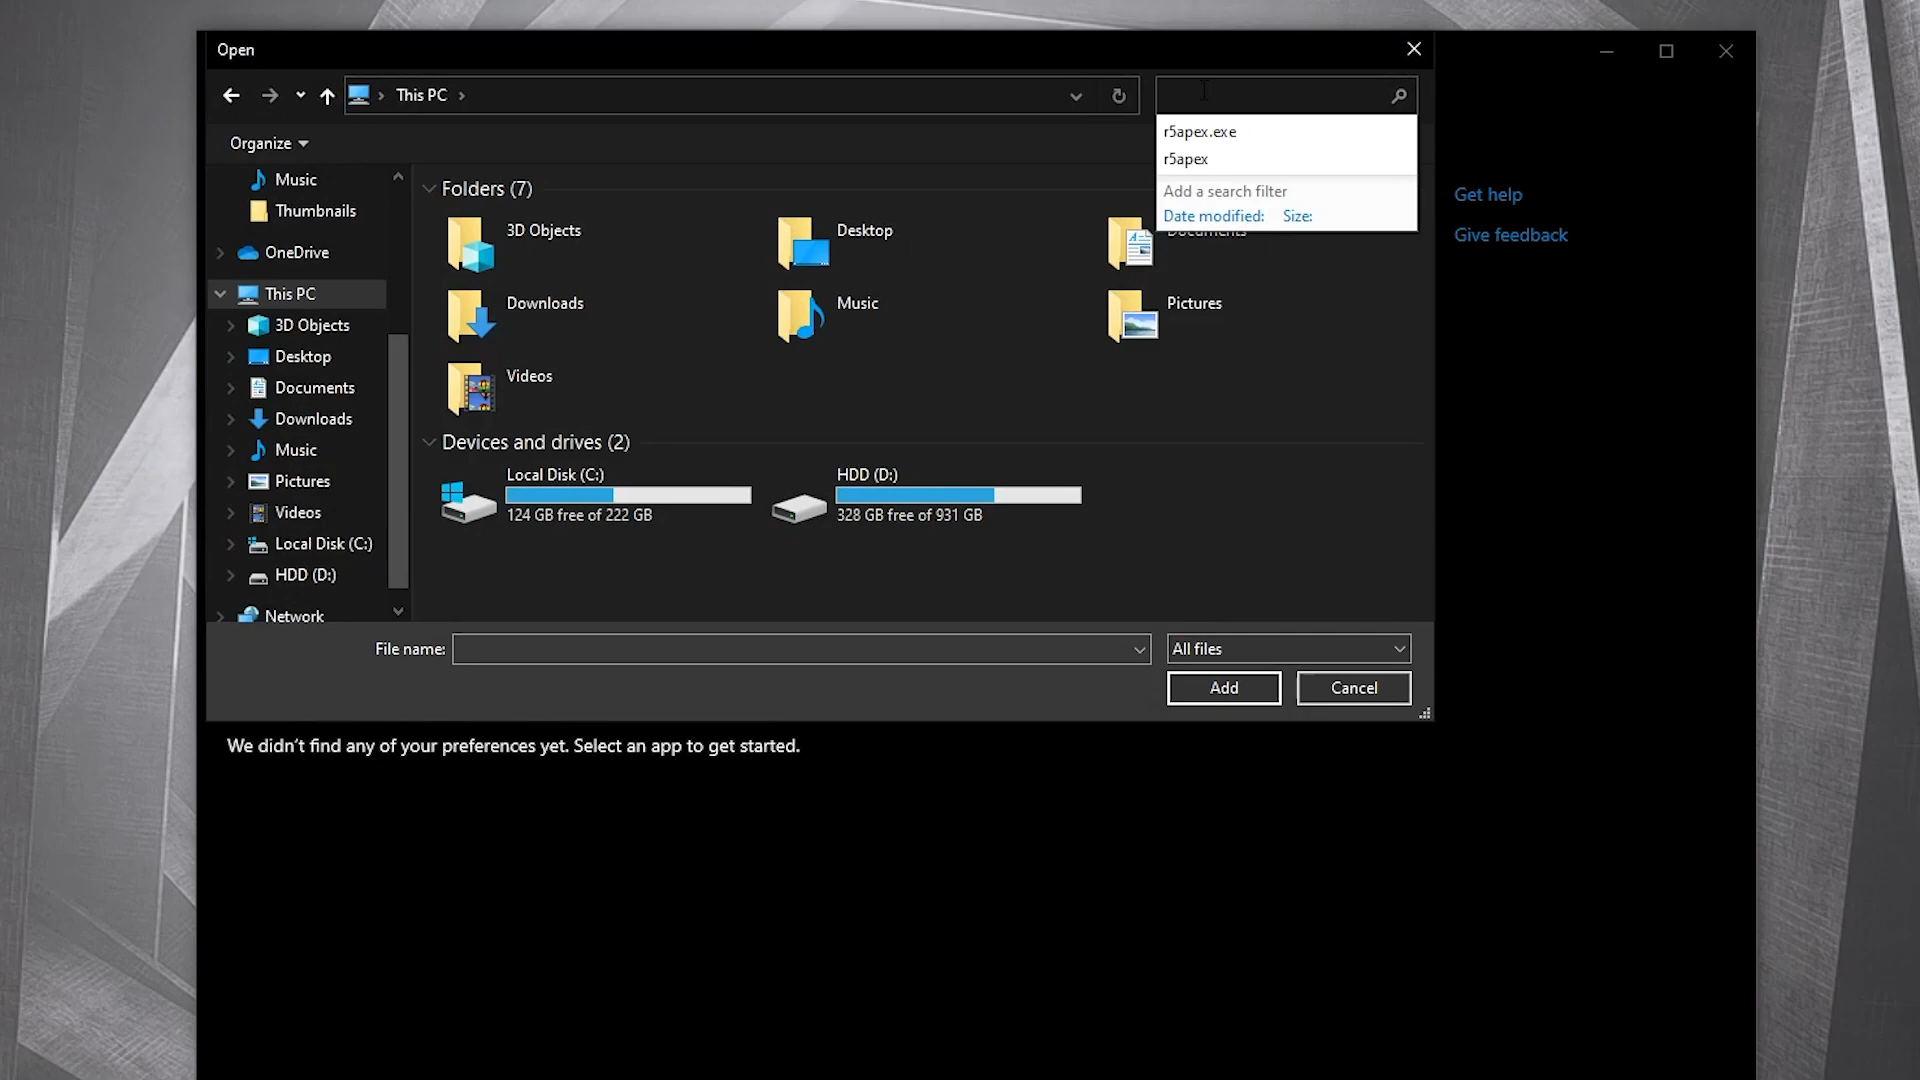 Open
This PC
r5apex.exe
r5apex
Add a search filter
Date modified: Size:
Organize
Music
Thumbnails
OneDrive
This PC
3D Objects
Desktop
Documents
Downloads
Music
Pictures
Videos
Local Disk (C:)
HDD (D:)
Network
Folders (7)
3D Objects
Desktop
Documents
Downloads
Music
Pictures
Videos
Devices and drives (2)
Local Disk (C:)
124 GB free of 222 GB
HDD (D:)
328 GB free of 931 GB
Get help
Give feedback
File name:
All files
Add
Cancel
We didn't find any of your preferences yet. Select an app to get started.